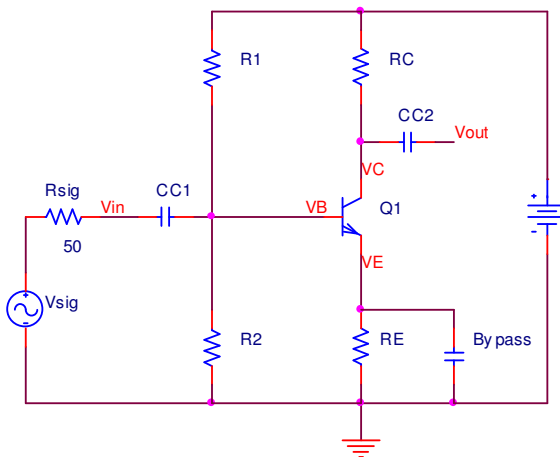 R1
RC
CC2
Vout
VC
Rsig
Vin
CC1
VB
Q1
50
VE
Vsig
R2
RE
By pass